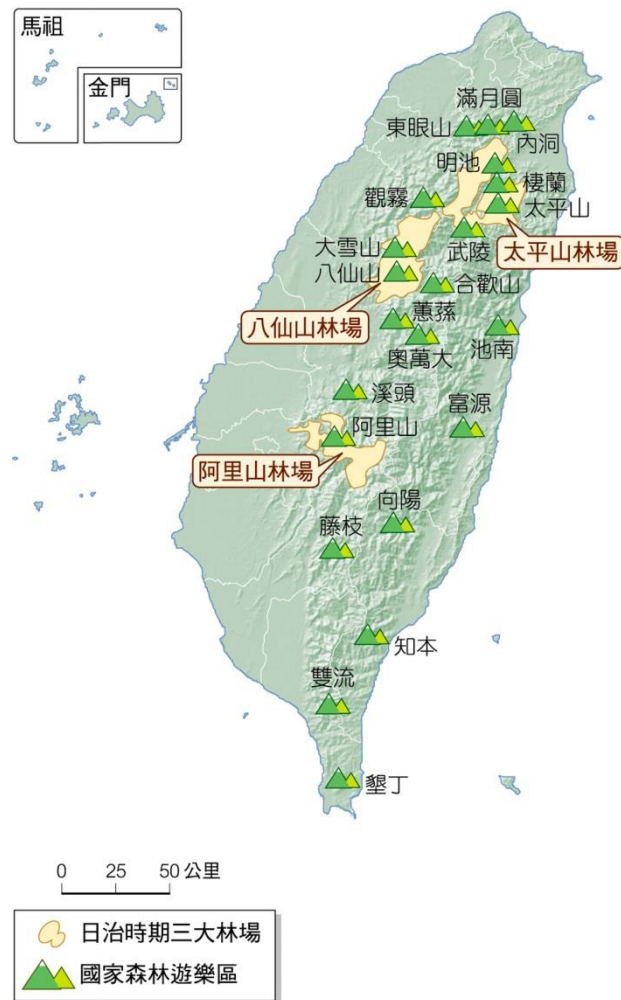 馬祖
金門
滿月圓
東眼山
內洞
明池
棲蘭
觀霧
太平山
大雪山
武陵
太平山林場
八仙山
合歡山
八仙山林場
惠蓀
奧萬大
池南
溪頭
富源
阿里山
阿里山林場
向陽
藤枝
知本
雙流
墾丁
0 25 50 公里
日治時期三大林場
國家森林遊樂區